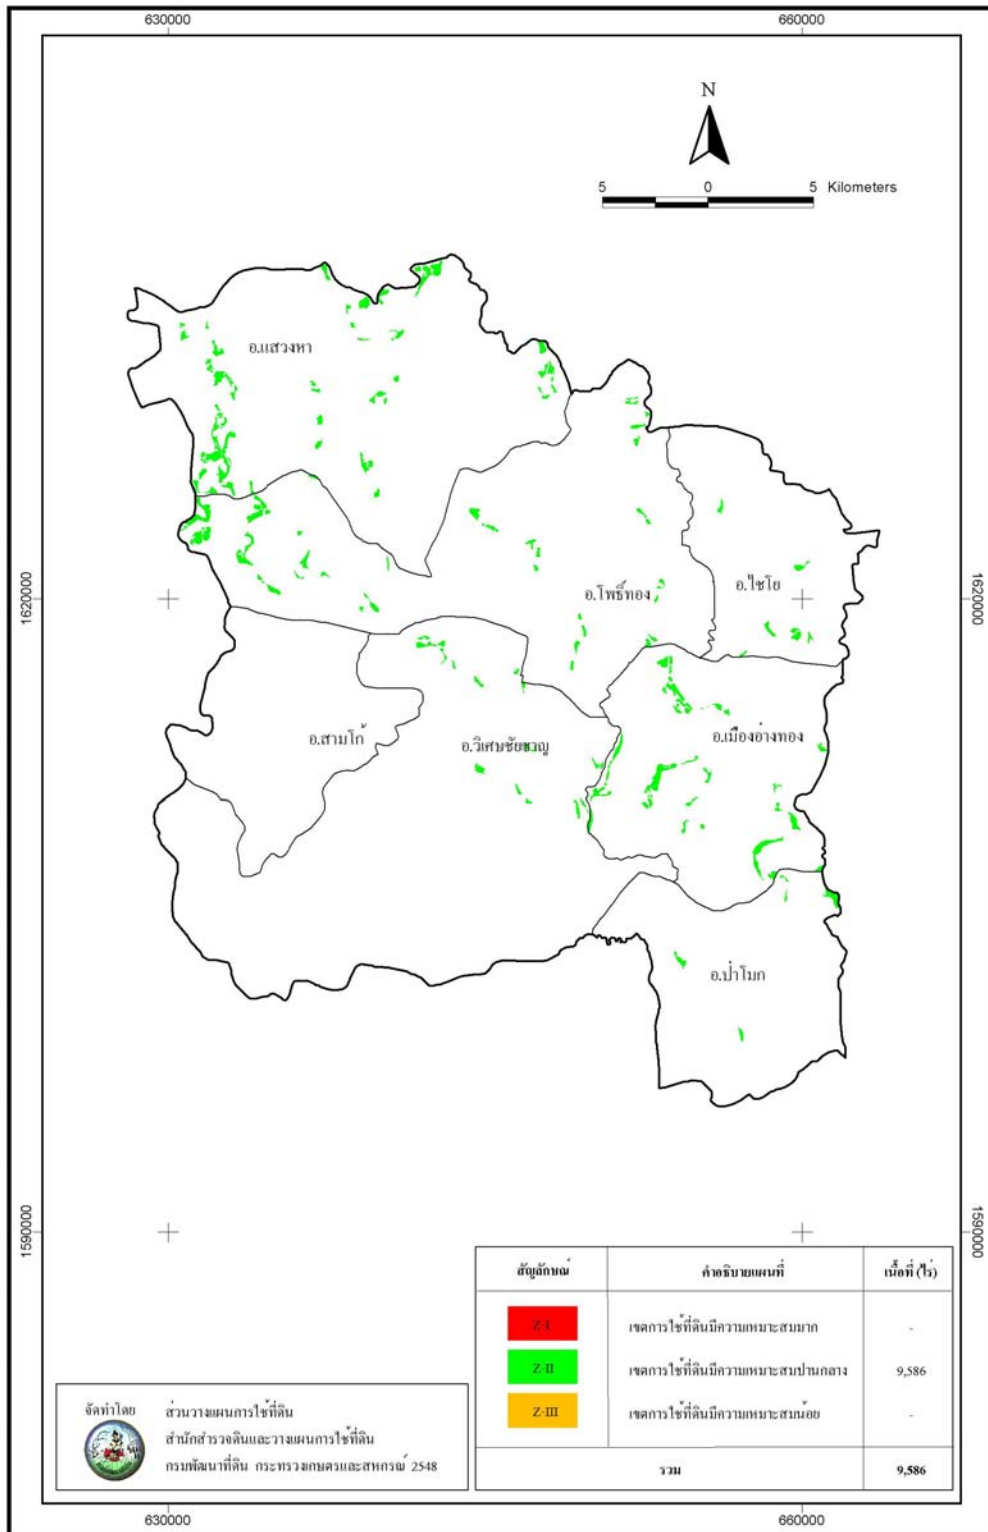 630000
660000
N
5 0 5 Kilometers
อ.แสวงหา
1620000
1620000
อ.โพธิ์ทอง
อ.ไชโย
อ.สามโก้
อ.วิเศษชัยชาญ
อ.เมืองอ่างทอง
อ.ป่าโมก
1590000
1590000
สัญลักษณ์ คำอธิบายแผนที่ เนื้อที่ (ไร่)
Z-I เขตการใช้ที่ดินมีความเหมาะสมมาก -
Z-II เขตการใช้ที่ดินมีความเหมาะสมปานกลาง 9,586
Z-III เขตการใช้ที่ดินมีความเหมาะสมน้อย -
รวม 9,586
จัดทำโดย ส่วนวางแผนการใช้ที่ดิน
สำนักสำรวจดินและวางแผนการใช้ที่ดิน
กรมพัฒนาที่ดิน กระทรวงเกษตรและสหกรณ์ 2548
630000
660000